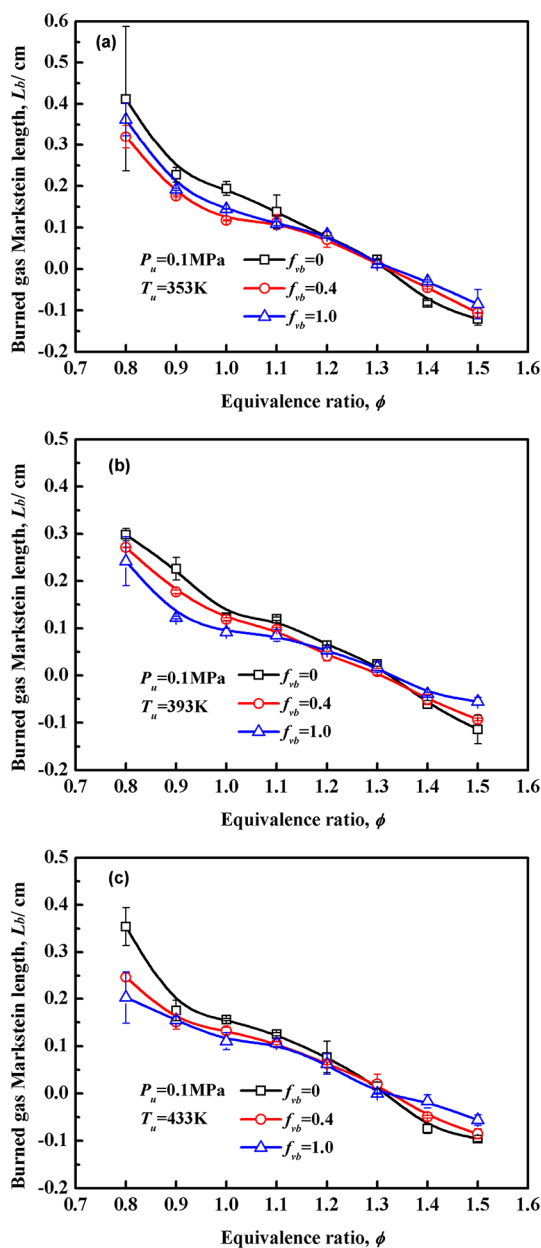 (a)
Burned gas Markstein length, Lb/ cm
0.6
0.5
0.4
0.3
0.2
0.1
0.0
-0.1
-0.2
Pu=0.1MPa
Tu=353K
fvb=0
fvb=0.4
fvb=1.0
0.8 0.9 1.0 1.1 1.2 1.3 1.4 1.5 1.6
Equivalence ratio, ϕ
(b)
Burned gas Markstein length, Lb/ cm
0.5
0.4
0.3
0.2
0.1
0.0
-0.1
-0.2
Pu=0.1MPa
Tu=393K
fvb=0
fvb=0.4
fvb=1.0
0.8 0.9 1.0 1.1 1.2 1.3 1.4 1.5 1.6
Equivalence ratio, ϕ
(c)
Burned gas Markstein length, Lb/ cm
0.5
0.4
0.3
0.2
0.1
0.0
-0.1
-0.2
Pu=0.1MPa
Tu=433K
fvb=0
fvb=0.4
fvb=1.0
0.8 0.9 1.0 1.1 1.2 1.3 1.4 1.5 1.6
Equivalence ratio, ϕ